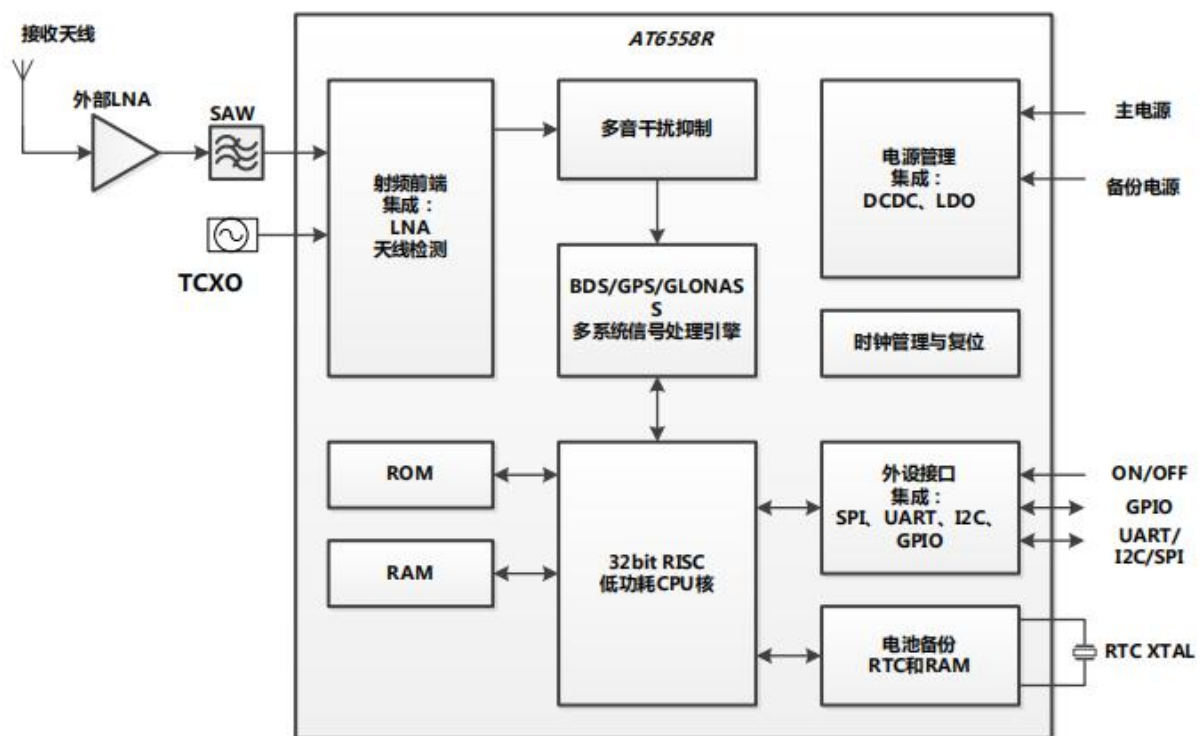 接收天线
外部LNA
SAW
TCXO
AT6558R
射频前端
集成：
LNA
天线检测
多音干扰抑制
BDS/GPS/GLONAS
S
多系统信号处理引擎
电源管理
集成：
DCDC、LDO
主电源
备份电源
时钟管理与复位
ROM
RAM
32bit RISC
低功耗CPU核
外设接口
集成：
SPI、UART、I2C、
GPIO
ON/OFF
GPIO
UART/
I2C/SPI
电池备份
RTC和RAM
RTC XTAL